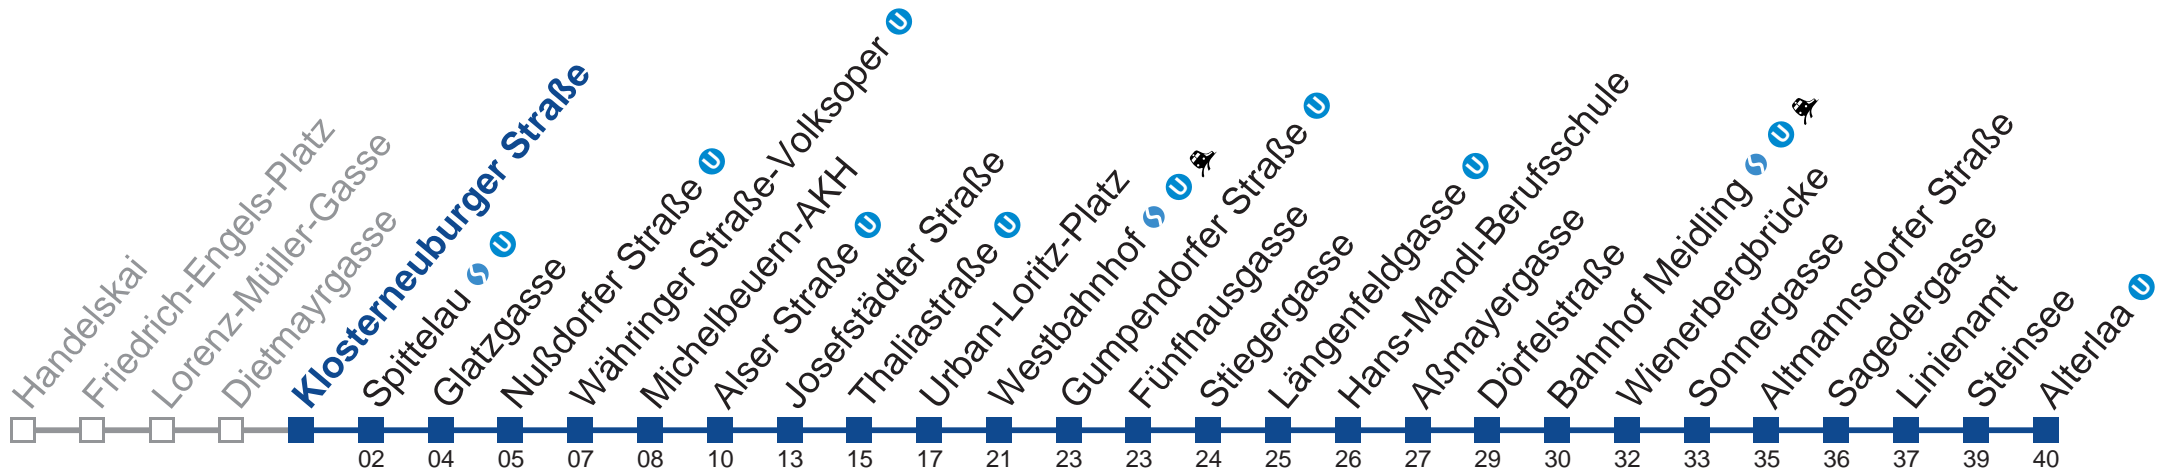 Handelskai
Friedrich-Engels-Platz
Lorenz-Müller-Gasse
Dietmayrgasse
Klosterneuburger Straße
Spittelau S U
Glatzgasse
Nußdorfer Straße U
Währinger Straße-Volksoper U
Michelbeuern-AKH
Alser Straße U
Josefstädter Straße
Thaliastraße U
Urban-Loritz-Platz
Westbahnhof S U
Gumpendorfer Straße U
Fünfhausgasse
Stiegergasse
Längenfeldgasse U
Hans-Mandl-Berufsschule
Aßmayergasse
Dörfelstraße
Bahnhof Meidling S U
Wienerbergbrücke
Sonnergasse
Altmannsdorfer Straße
Sagedergasse
Linienamt
Steinsee
Alterlaa U
02 04 05 07 08 10 13 15 17 21 23 23 24 25 26 27 29 30 32 33 35 36 37 39 40